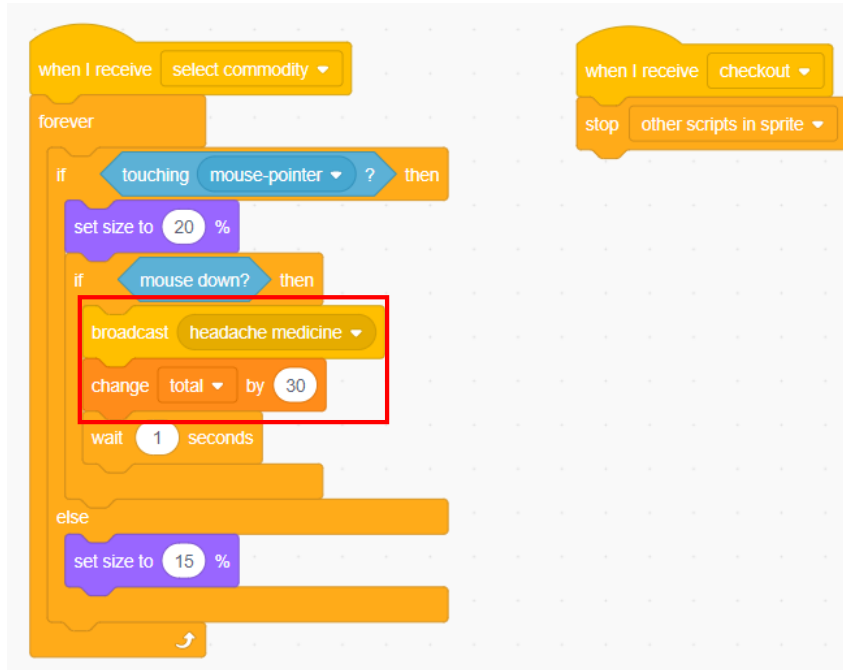 when I receive select commodity
forever
if touching mouse-pointer ? then
set size to 20 %
if mouse down? then
broadcast headache medicine
change total by 30
wait 1 seconds
else
set size to 15 %
when I receive checkout
stop other scripts in sprite